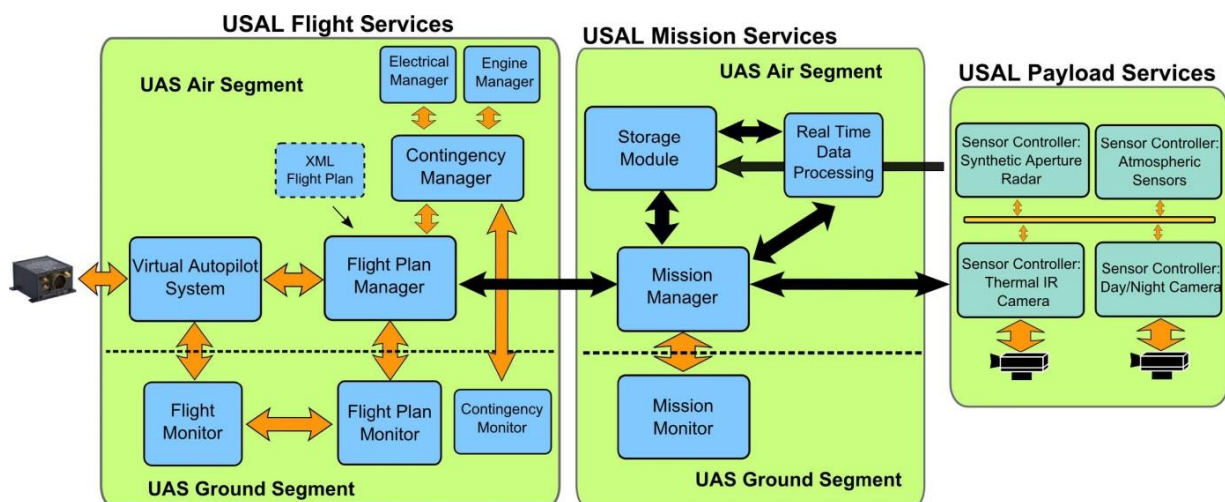 USAL Flight Services
UAS Air Segment
Electrical
Manager
Engine
Manager
XML
Flight Plan
Contingency
Manager
Virtual Autopilot
System
Flight Plan
Manager
Flight
Monitor
Flight Plan
Monitor
Contingency
Monitor
UAS Ground Segment
USAL Mission Services
UAS Air Segment
Storage
Module
Real Time
Data
Processing
Mission
Manager
Mission
Monitor
UAS Ground Segment
USAL Payload Services
Sensor Controller:
Synthetic Aperture
Radar
Sensor Controller:
Atmospheric
Sensors
Sensor Controller:
Thermal IR
Camera
Sensor Controller:
Day/Night Camera